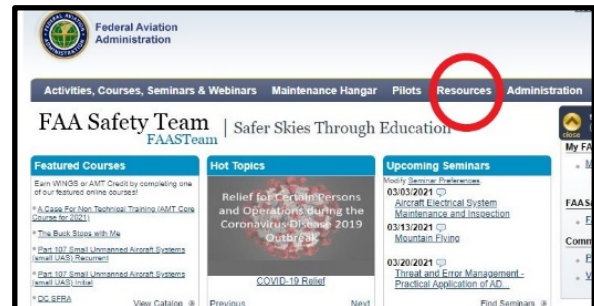 Federal Aviation
Administration
Activities, Courses, Seminars & Webinars Maintenance Hangar Pilots Resources Administration
FAA Safety Team | Safer Skies Through Education
FAASTeam
close
My FA
Featured Courses
Earn WINGS or AMT Credit by completing one
of our featured online courses!
A Case For Non Technical Training (AMT Core
Course for 2021)
The Buck Stops with Me
Part 107 Small Unmanned Aircraft Systems
(small UAS) Recurrent
Part 107 Small Unmanned Aircraft Systems
(small UAS) Initial
DC SFRA
View Catalog
Hot Topics
Relief for Certain Persons
and Operations during the
Coronavirus Disease 2019
Outbreak
COVID-19 Relief
Previous Next
Upcoming Seminars
Modify Seminar Preferences.
03/03/2021
Aircraft Electrical System
Maintenance and Inspection
03/13/2021
Mountain Flying
03/20/2021
Threat and Error Management -
Practical Application of AD...
Find Seminars
FAASa
Comm